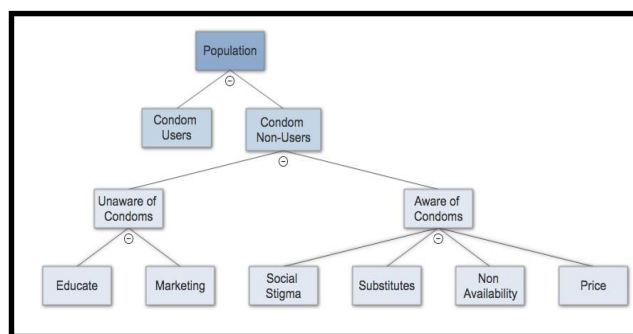 Population
Condom
Users
Condom
Non-Users
Unaware of
Condoms
Aware of
Condoms
Educate
Marketing
Social
Stigma
Substitutes
Non
Availability
Price